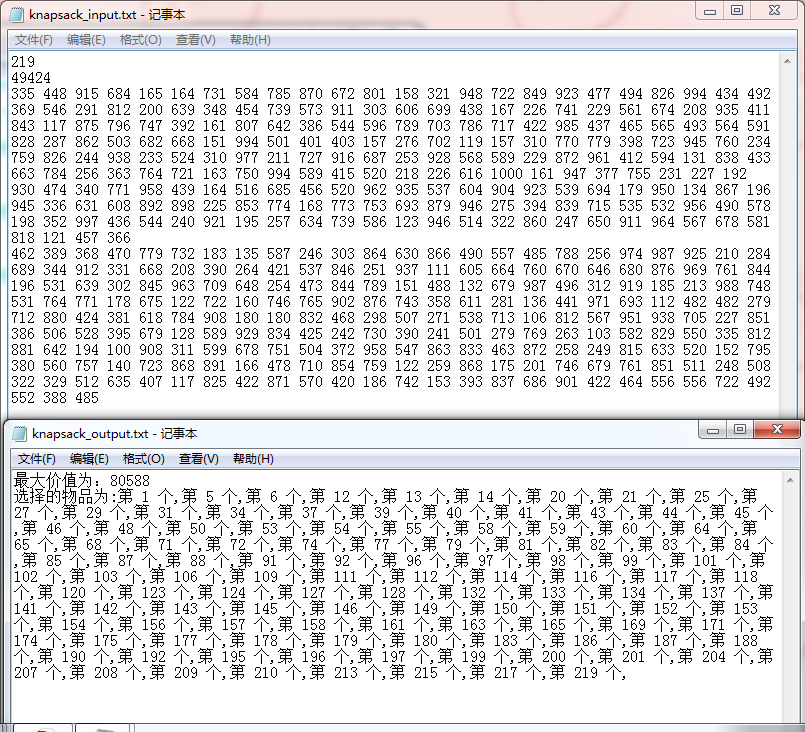 knapsack_input.txt - 记事本
文件(F) 编辑(E) 格式(O) 查看(V) 帮助(H)
219
49424
335 448 915 684 165 164 731 584 785 870 672 801 158 321 948 722 849 923 477 494 826 994 434 492
369 546 291 812 200 639 348 454 739 573 911 303 606 699 438 167 226 741 229 561 674 208 935 411
843 117 875 796 747 392 161 807 642 386 544 596 789 703 786 717 422 985 437 465 565 493 564 591
828 287 862 503 682 668 151 994 501 401 403 157 276 702 119 157 310 770 779 398 723 945 760 234
759 826 244 938 233 524 310 977 211 727 916 687 253 928 568 589 229 872 961 412 594 131 838 433
663 784 256 363 764 721 163 750 994 589 415 520 218 226 616 1000 161 947 377 755 231 227 192
930 474 340 771 958 439 164 516 685 456 520 962 935 537 604 904 923 539 694 179 950 134 867 196
945 336 631 608 892 898 225 853 774 168 773 753 693 879 946 275 394 839 715 535 532 956 490 578
198 352 997 436 544 240 921 195 257 634 739 586 123 946 514 322 860 247 650 911 964 567 678 581
818 121 457 366
462 389 368 470 779 732 183 135 587 246 303 864 630 866 490 557 485 788 256 974 987 925 210 284
689 344 912 331 668 208 390 264 421 537 846 251 937 111 605 664 760 670 646 680 876 969 761 844
196 531 639 302 845 963 709 648 254 473 844 789 151 488 132 679 987 496 312 919 185 213 988 748
531 764 771 178 675 122 722 160 746 765 902 876 743 358 611 281 136 441 971 693 112 482 482 279
712 880 424 381 618 784 908 180 180 832 468 298 507 271 538 713 106 812 567 951 938 705 227 851
386 506 528 395 679 128 589 929 834 425 242 730 390 241 501 279 769 263 103 582 829 550 335 812
881 642 194 100 908 311 599 678 751 504 372 958 547 863 833 463 872 258 249 815 633 520 152 795
380 560 757 140 723 868 891 166 478 710 854 759 122 259 868 175 201 746 679 761 851 511 248 508
322 329 512 635 407 117 825 422 871 570 420 186 742 153 393 837 686 901 422 464 556 556 722 492
552 388 485
knapsack_output.txt - 记事本
文件(F) 编辑(E) 格式(O) 查看(V) 帮助(H)
最大价值为: 80588
选择的物品为:第 1 个,第 5 个,第 6 个,第 12 个,第 13 个,第 14 个,第 20 个,第 21 个,第 25 个,第
27 个,第 29 个,第 31 个,第 34 个,第 37 个,第 39 个,第 40 个,第 41 个,第 43 个,第 44 个,第 45 个
,第 46 个,第 48 个,第 50 个,第 53 个,第 54 个,第 55 个,第 58 个,第 59 个,第 60 个,第 64 个,第
65 个,第 68 个,第 71 个,第 72 个,第 74 个,第 77 个,第 79 个,第 81 个,第 82 个,第 83 个,第 84 个
,第 85 个,第 87 个,第 88 个,第 91 个,第 92 个,第 96 个,第 97 个,第 98 个,第 99 个,第 101 个,第
102 个,第 103 个,第 106 个,第 109 个,第 111 个,第 112 个,第 114 个,第 116 个,第 117 个,第 118
个,第 120 个,第 123 个,第 124 个,第 127 个,第 128 个,第 132 个,第 133 个,第 134 个,第 137 个,第
141 个,第 142 个,第 143 个,第 145 个,第 146 个,第 149 个,第 150 个,第 151 个,第 152 个,第 153
个,第 154 个,第 156 个,第 157 个,第 158 个,第 161 个,第 163 个,第 165 个,第 169 个,第 171 个,第
174 个,第 175 个,第 177 个,第 178 个,第 179 个,第 180 个,第 183 个,第 186 个,第 187 个,第 188
个,第 190 个,第 192 个,第 195 个,第 196 个,第 197 个,第 199 个,第 200 个,第 201 个,第 204 个,第
207 个,第 208 个,第 209 个,第 210 个,第 213 个,第 215 个,第 217 个,第 219 个,